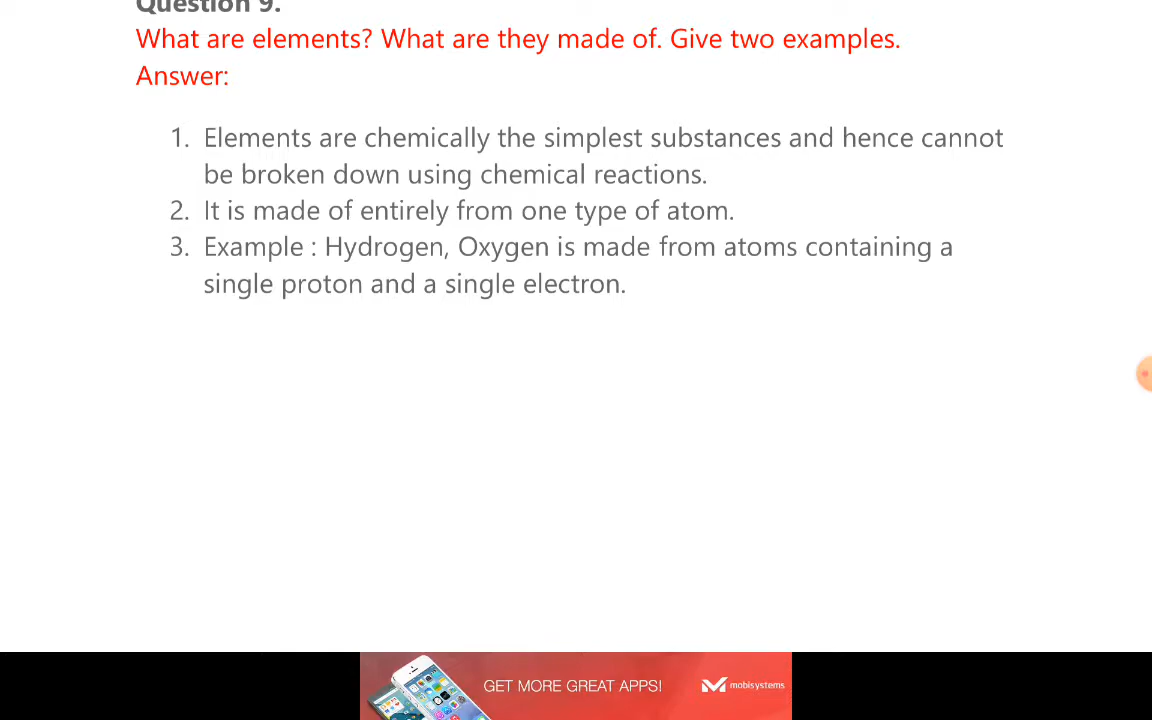 Question 9.
What are elements? What are they made of. Give two examples.
Answer:
1. Elements are chemically the simplest substances and hence cannot
be broken down using chemical reactions.
2. It is made of entirely from one type of atom.
3. Example : Hydrogen, Oxygen is made from atoms containing a
single proton and a single electron.
GET MORE GREAT APPS!
mobisystems